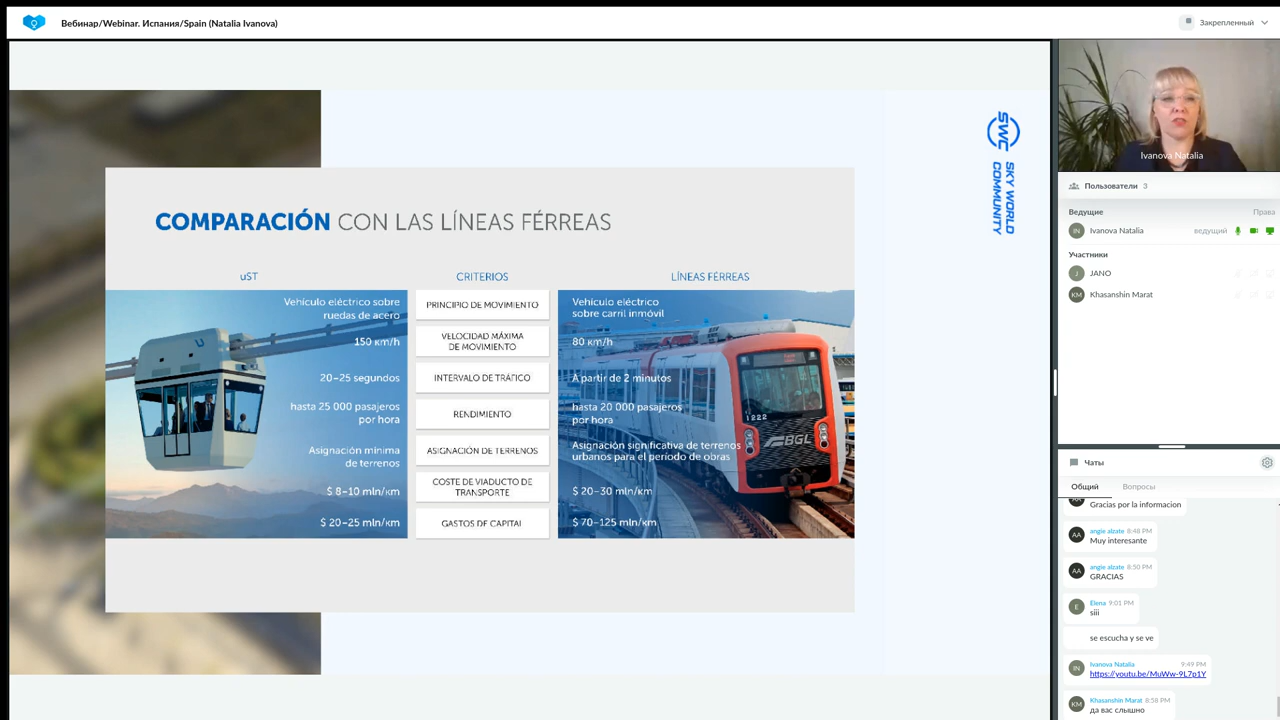 Вебинар/Webinar. Испания/Spain (Natalia Ivanova)
Закрепленный
SWC
SKY WORLD
COMMUNITY
COMPARACIÓN CON LAS LÍNEAS FÉRREAS
uST
CRITERIOS
LÍNEAS FÉRREAS
Vehículo eléctrico sobre
ruedas de acero
PRINCIPIO DE MOVIMIENTO
Vehículo eléctrico
sobre carril inmóvil
150 км/h
VELOCIDAD MÁXIMA
DE MOVIMIENTO
80 км/h
20–25 segundos
INTERVALO DE TRÁFICO
A partir de 2 minutos
hasta 25 000 pasajeros
por hora
RENDIMIENTO
hasta 20 000 pasajeros
por hora
Asignación mínima
de terrenos
ASIGNACIÓN DE TERRENOS
Asignación significativa de terrenos
urbanos para el período de obras
$ 8–10 mln/км
COSTE DE VIADUCTO DE
TRANSPORTE
$ 20–30 mln/км
$ 20–25 mln/км
GASTOS DE CAPITAL
$ 70–125 mln/км
1222
BGL
Ivanova Natalia
Пользователи 3
Ведущие
Права
IN
Ivanova Natalia
ведущий
Участники
J
JANO
KM
Khasanshin Marat
Чаты
Общий
Вопросы
Gracias por la informacion
AA
angie alzate 8:48 PM
Muy interesante
AA
angie alzate 8:50 PM
GRACIAS
E
Elena 9:01 PM
siii
se escucha y se ve
IN
Ivanova Natalia 9:49 PM
https://youtu.be/MuWw-9L7p1Y
KM
Khasanshin Marat 8:58 PM
да вас слышно